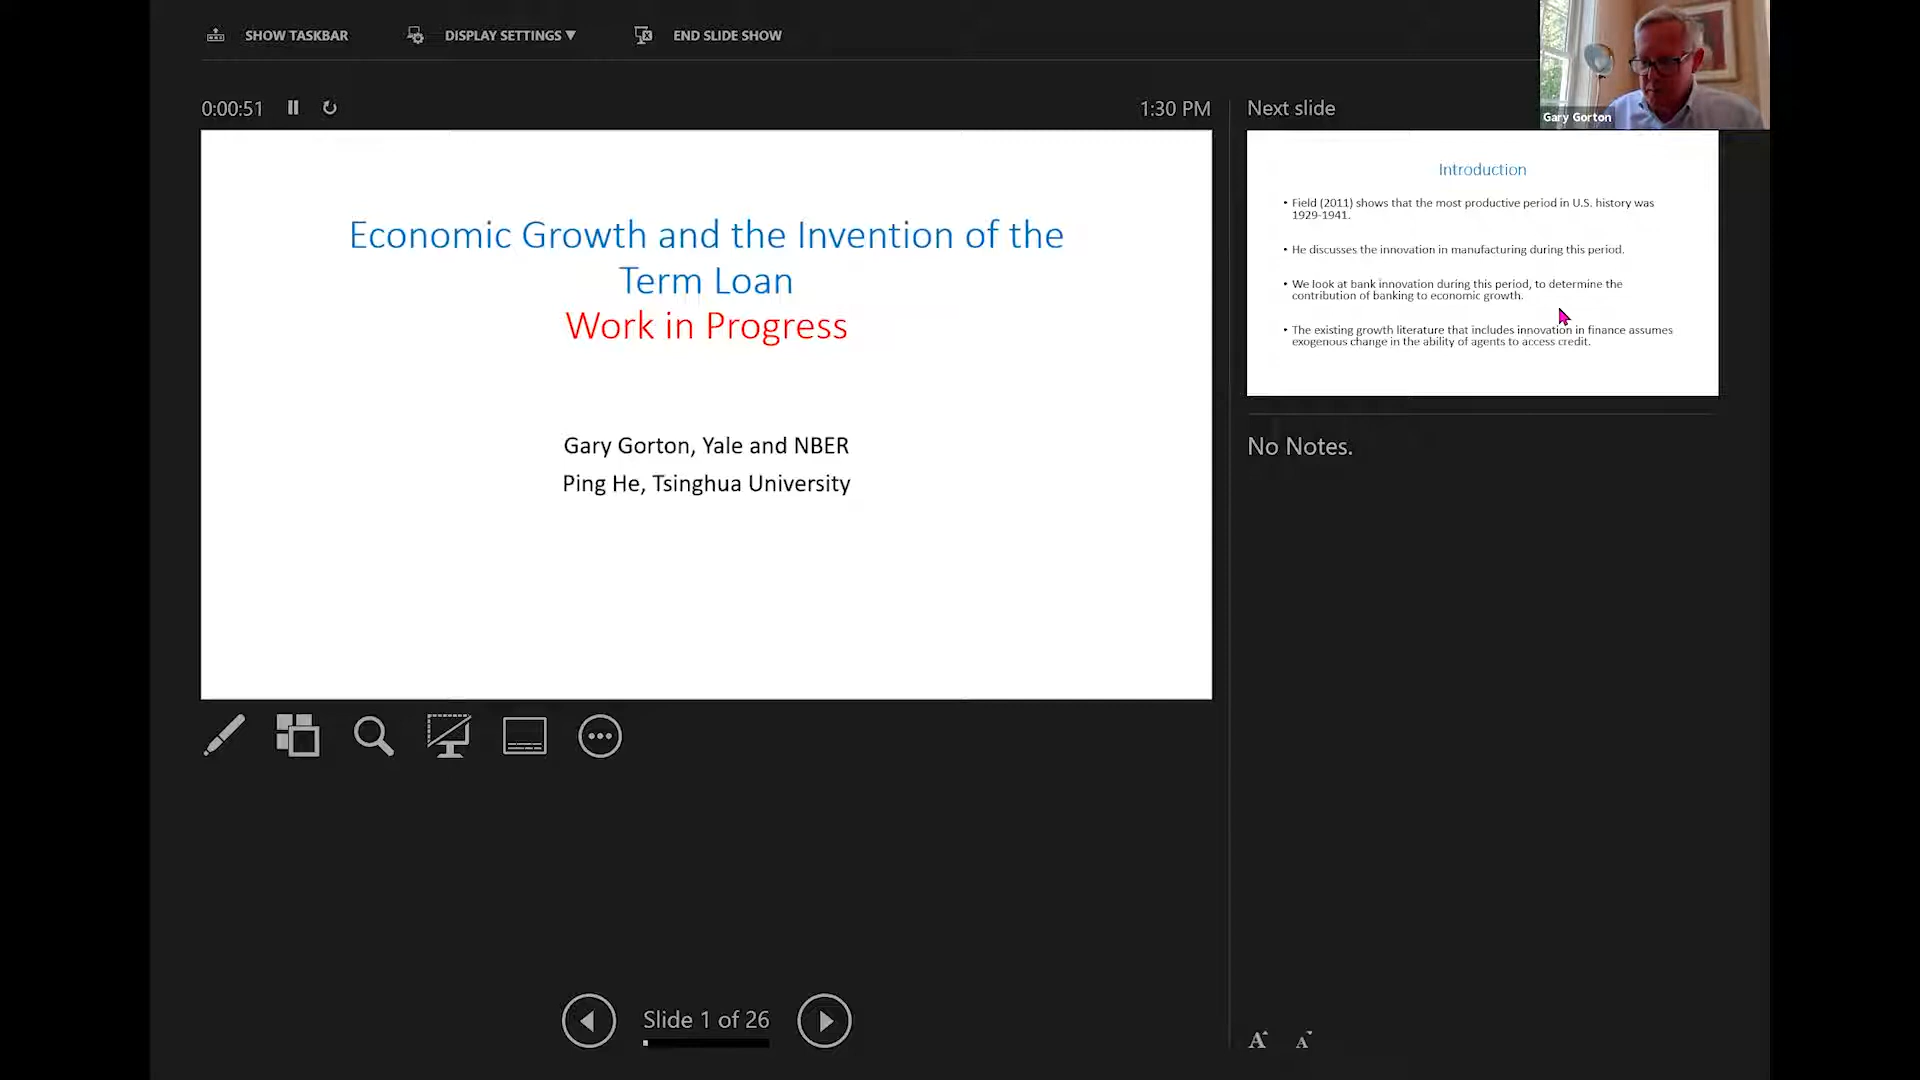 SHOW TASKBAR
DISPLAY SETTINGS ▼
END SLIDE SHOW
Gary Gorton
0:00:51
1:30 PM
Economic Growth and the Invention of the
Term Loan
Work in Progress
Gary Gorton, Yale and NBER
Ping He, Tsinghua University
Next slide
Introduction
• Field (2011) shows that the most productive period in U.S. history was
1929-1941.
• He discusses the innovation in manufacturing during this period.
• We look at bank innovation during this period, to determine the
contribution of banking to economic growth.
• The existing growth literature that includes innovation in finance assumes
exogenous change in the ability of agents to access credit.
No Notes.
Slide 1 of 26
A A